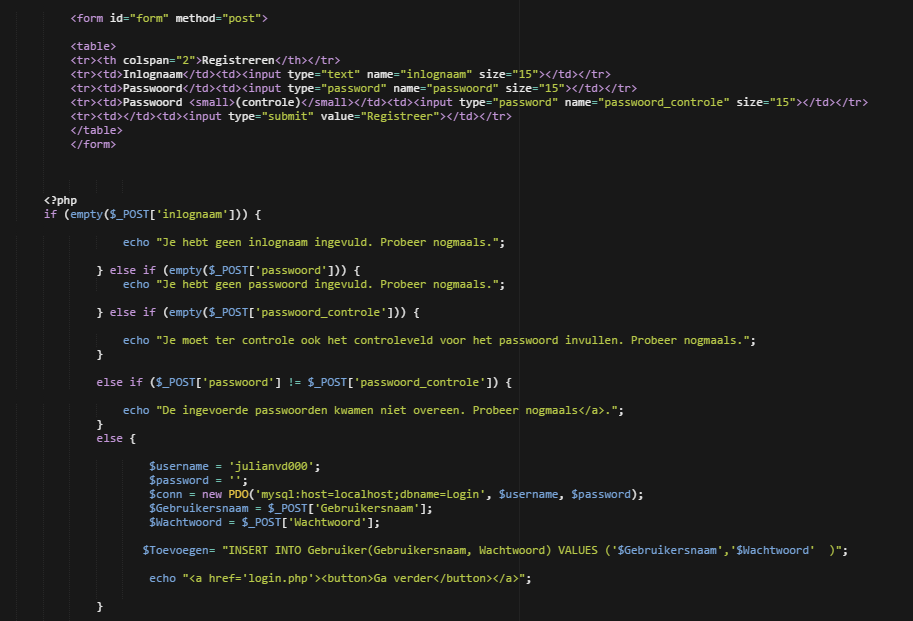 <form id="form" method="post">
<table>
<tr><th colspan="2">Registreren</th></tr>
<tr><td>Inlognaam</td><td><input type="text" name="inlognaam" size="15"></td></tr>
<tr><td>Passwoord</td><td><input type="password" name="passwoord" size="15"></td></tr>
<tr><td>Passwoord <small>(controle)</small></td><td><input type="password" name="passwoord_controle" size="15"></td></tr>
<tr><td></td><td><input type="submit" value="Registreer"></td></tr>
</table>
</form>
<?php
if (empty($_POST['inlognaam'])) {
echo "Je hebt geen inlognaam ingevuld. Probeer nogmaals.";
} else if (empty($_POST['passwoord'])) {
echo "Je hebt geen passwoord ingevuld. Probeer nogmaals.";
} else if (empty($_POST['passwoord_controle'])) {
echo "Je moet ter controle ook het controleveld voor het passwoord invullen. Probeer nogmaals.";
}
else if ($_POST['passwoord'] != $_POST['passwoord_controle']) {
echo "De ingevoerde passwoorden kwamen niet overeen. Probeer nogmaals</a>.";
}
else {
$username = 'julianvd000';
$password = '';
$conn = new PDO('mysql:host=localhost;dbname=Login', $username, $password);
$Gebruikersnaam = $_POST['Gebruikersnaam'];
$Wachtwoord = $_POST['Wachtwoord'];
$Toevoegen= "INSERT INTO Gebruiker(Gebruikersnaam, Wachtwoord) VALUES ('$Gebruikersnaam','$Wachtwoord'  )";
echo "<a href='login.php'><button>Ga verder</button></a>";
}